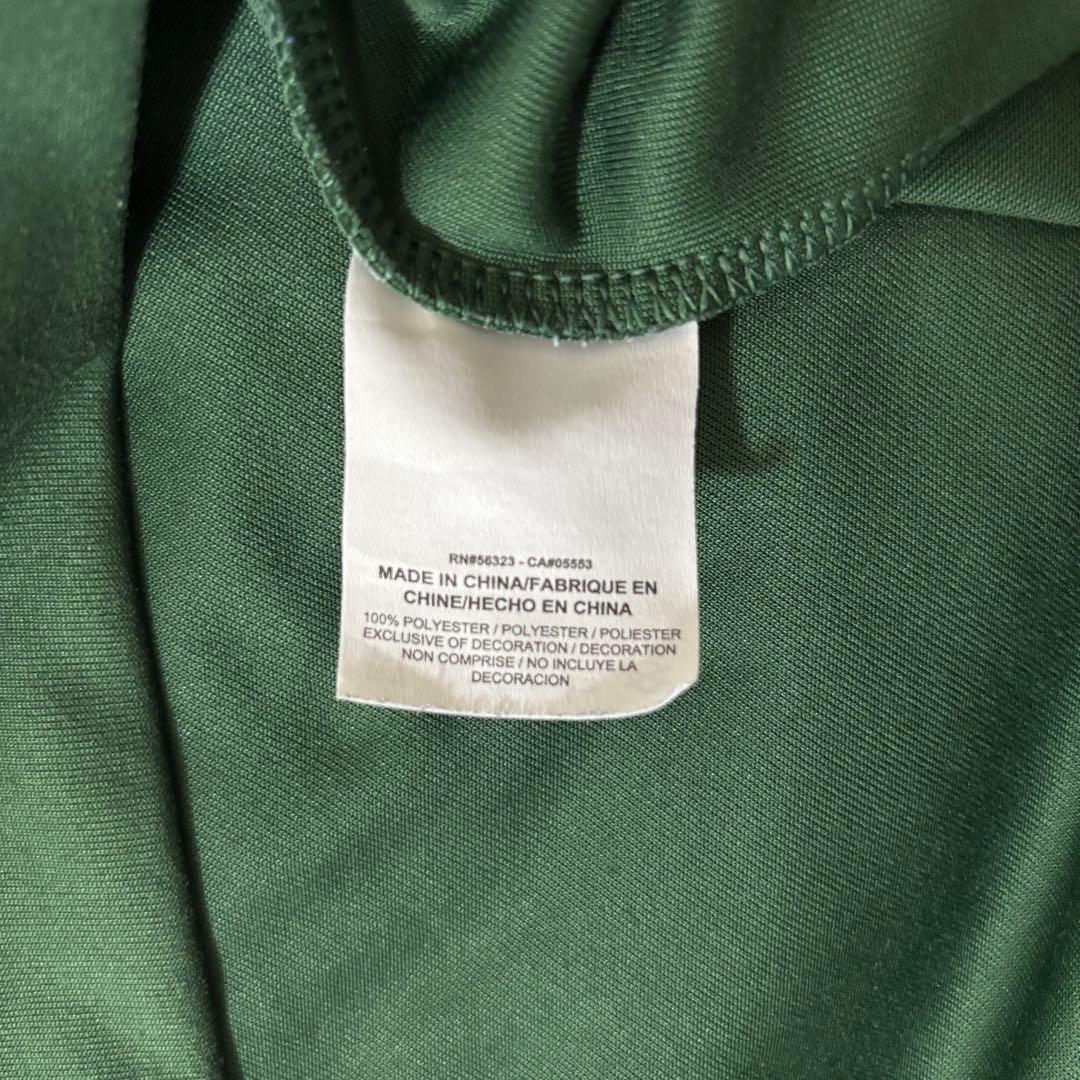 RN#56323 - CA#05553
MADE IN CHINA/FABRIQUE EN
CHINE/HECHO EN CHINA
100% POLYESTER / POLYESTER / POLIESTER
EXCLUSIVE OF DECORATION / DECORATION
NON COMPRISE / NO INCLUYE LA
DECORACION